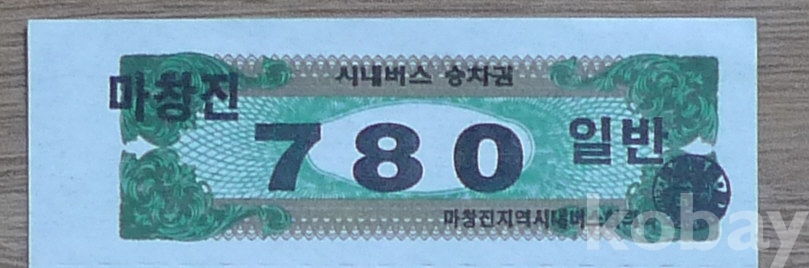 시내버스 승차권
마창진
780
일반
마창진지역시내버스
kobay